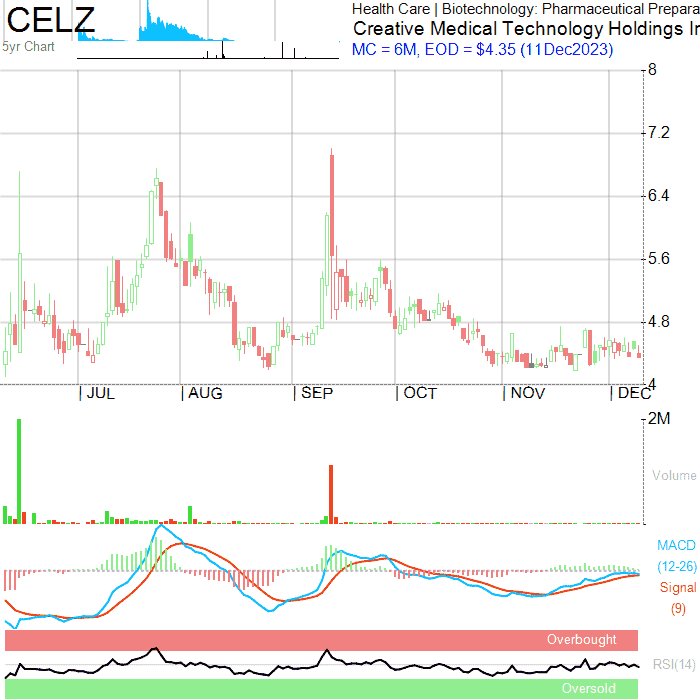 CELZ
5yr Chart
Health Care | Biotechnology: Pharmaceutical Prepara
Creative Medical Technology Holdings In
MC = 6M, EOD = $4.35 (11Dec2023)
8
7.2
6.4
5.6
4.8
4
JUL AUG SEP OCT NOV DEC
2M
Volume
MACD
(12-26)
Signal
(9)
Overbought
RSI(14)
Oversold